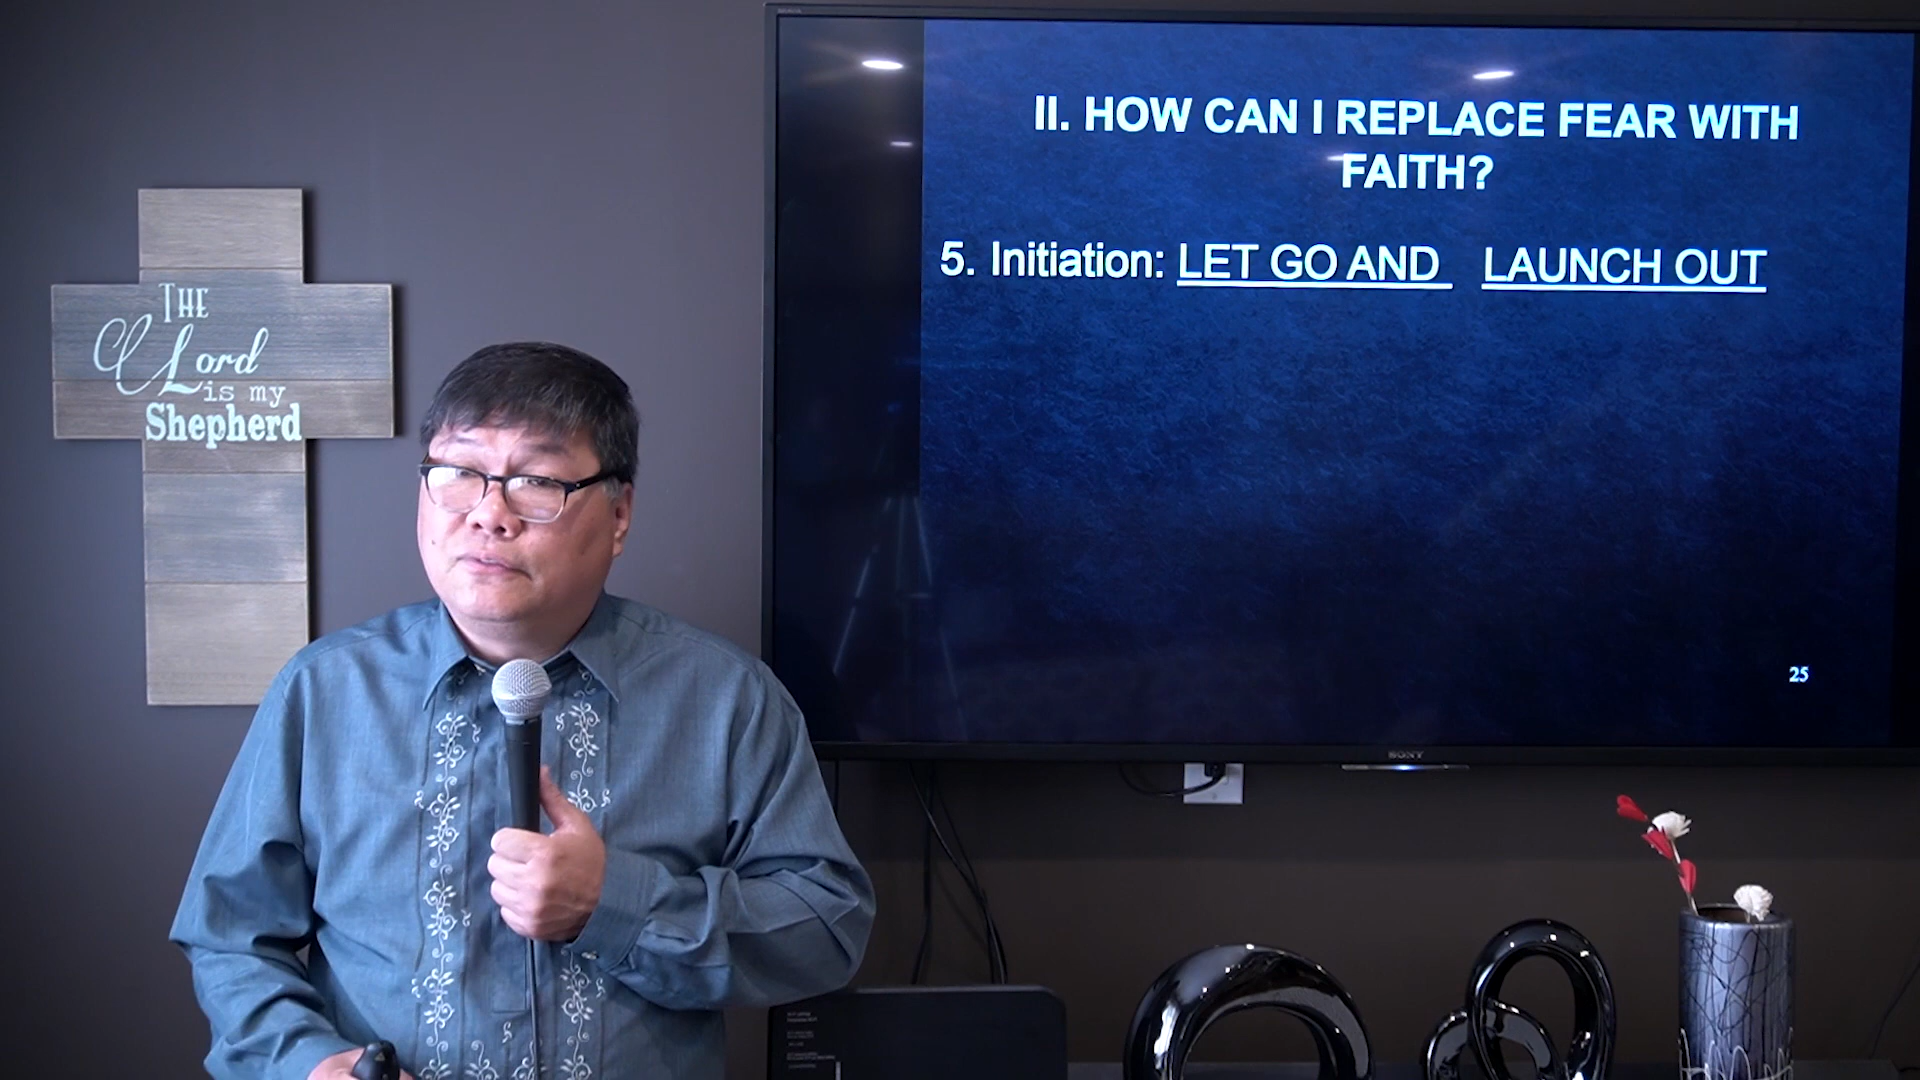 II. HOW CAN I REPLACE FEAR WITH
FAITH?
5. Initiation: LET GO AND LAUNCH OUT
25
SONY
THE
Lord
is my
Shepherd